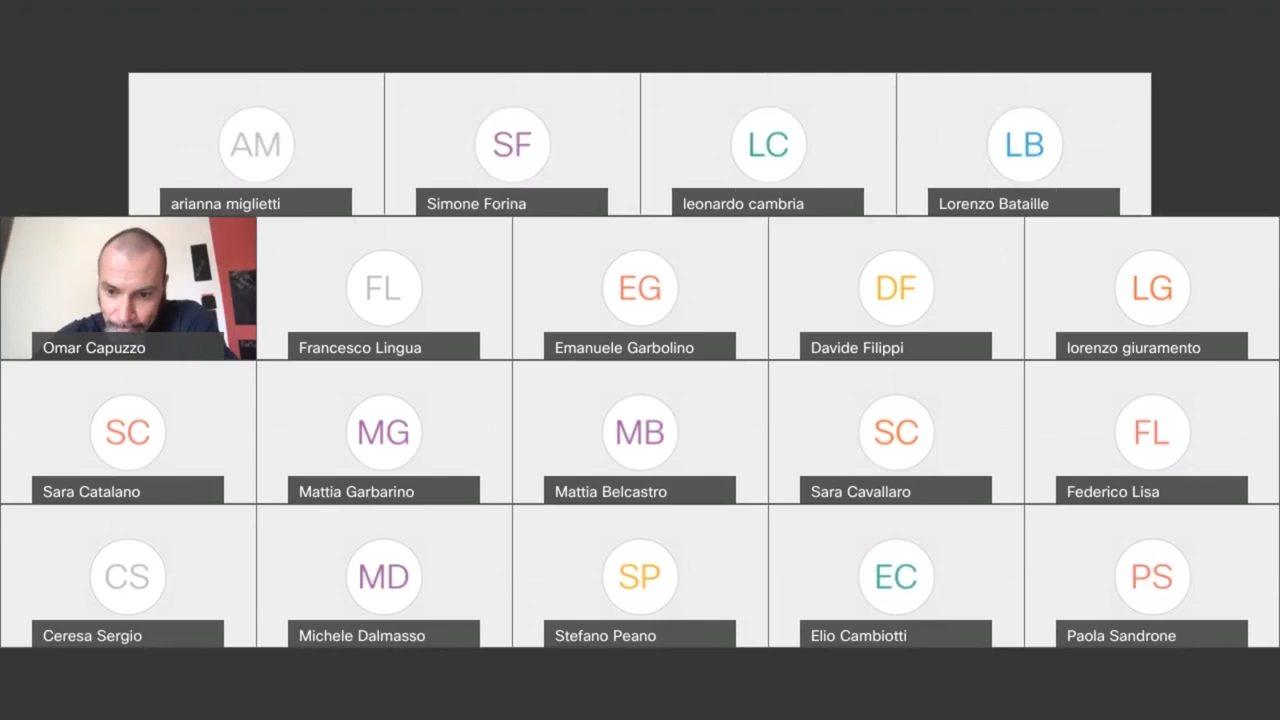 AM
SF
LC
LB
arianna miglietti
Simone Forina
leonardo cambria
Lorenzo Bataille
FL
EG
DF
LG
Omar Capuzzo
Francesco Lingua
Emanuele Garbolino
Davide Filippi
lorenzo giuramento
SC
MG
MB
SC
FL
Sara Catalano
Mattia Garbarino
Mattia Belcastro
Sara Cavallaro
Federico Lisa
CS
MD
SP
EC
PS
Ceresa Sergio
Michele Dalmasso
Stefano Peano
Elio Cambiotti
Paola Sandrone